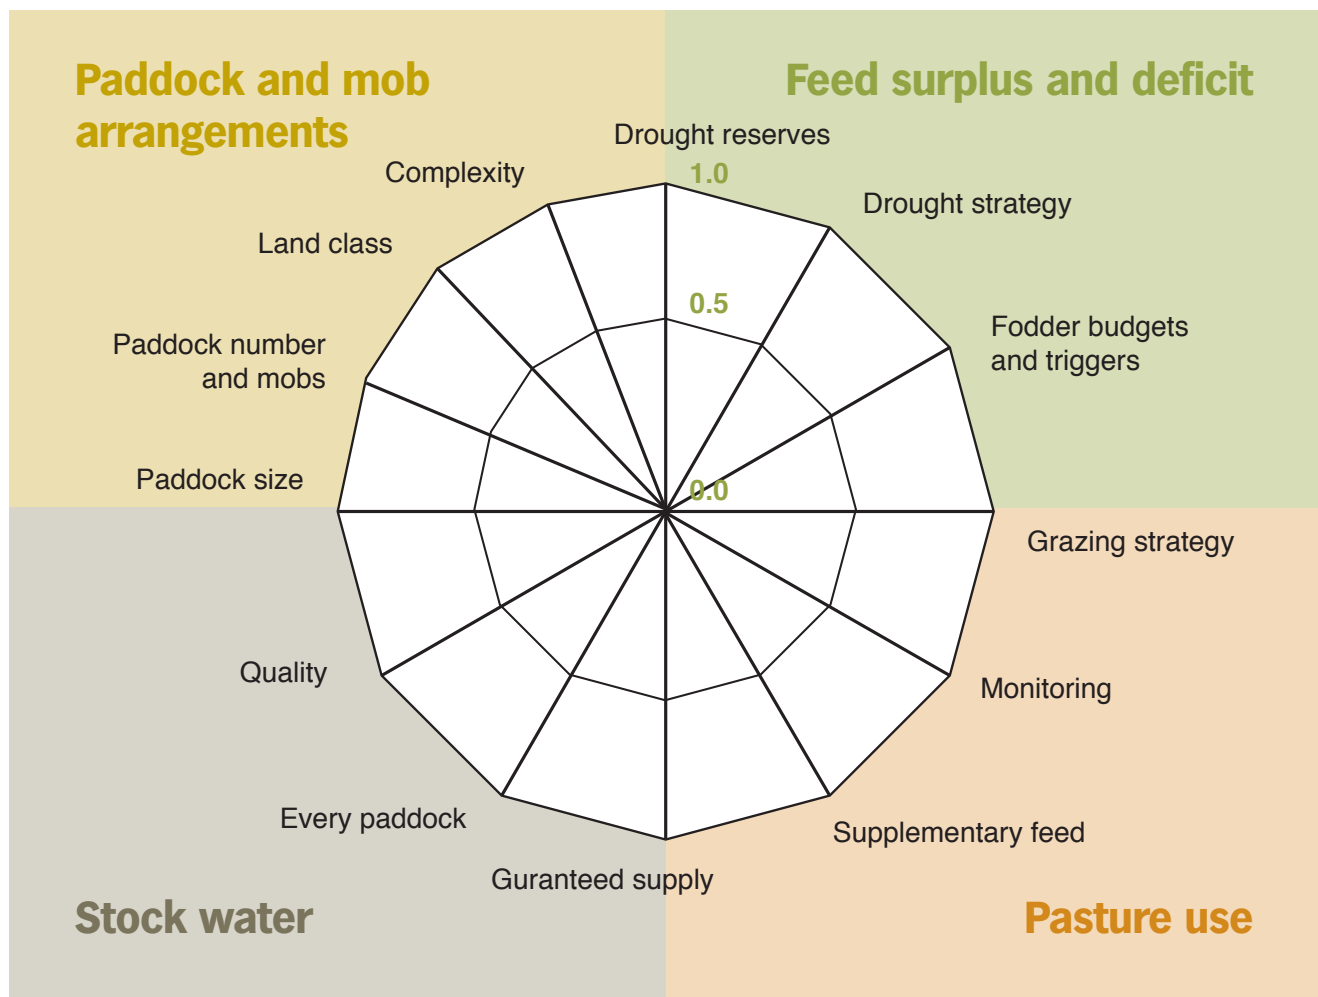 Paddock and mob
arrangements
Feed surplus and deficit
Drought reserves
1.0
Complexity
Drought strategy
Land class
0.5
Fodder budgets
and triggers
Paddock number
and mobs
Paddock size
0.0
Grazing strategy
Quality
Monitoring
Every paddock
Supplementary feed
Guranteed supply
Stock water
Pasture use